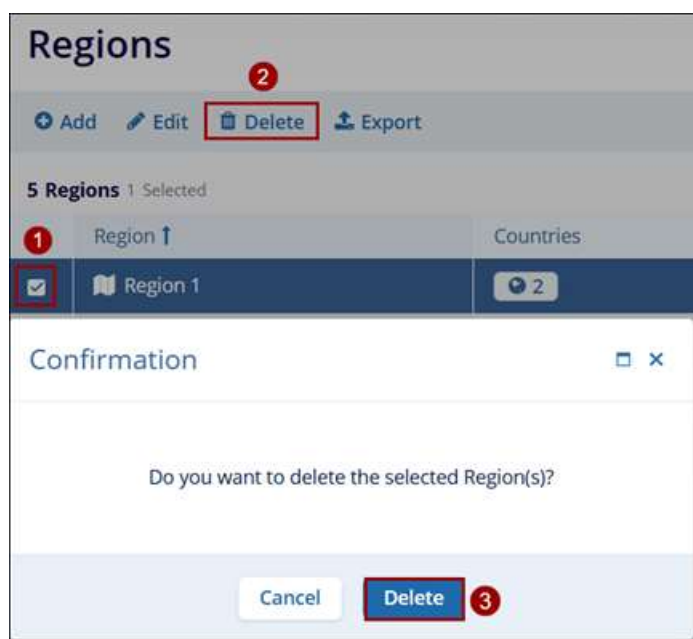 Regions
2
Add Edit Delete Export
5 Regions 1 Selected
1 Region ↑ Countries
Region 1 2
Confirmation
Do you want to delete the selected Region(s)?
Cancel Delete 3